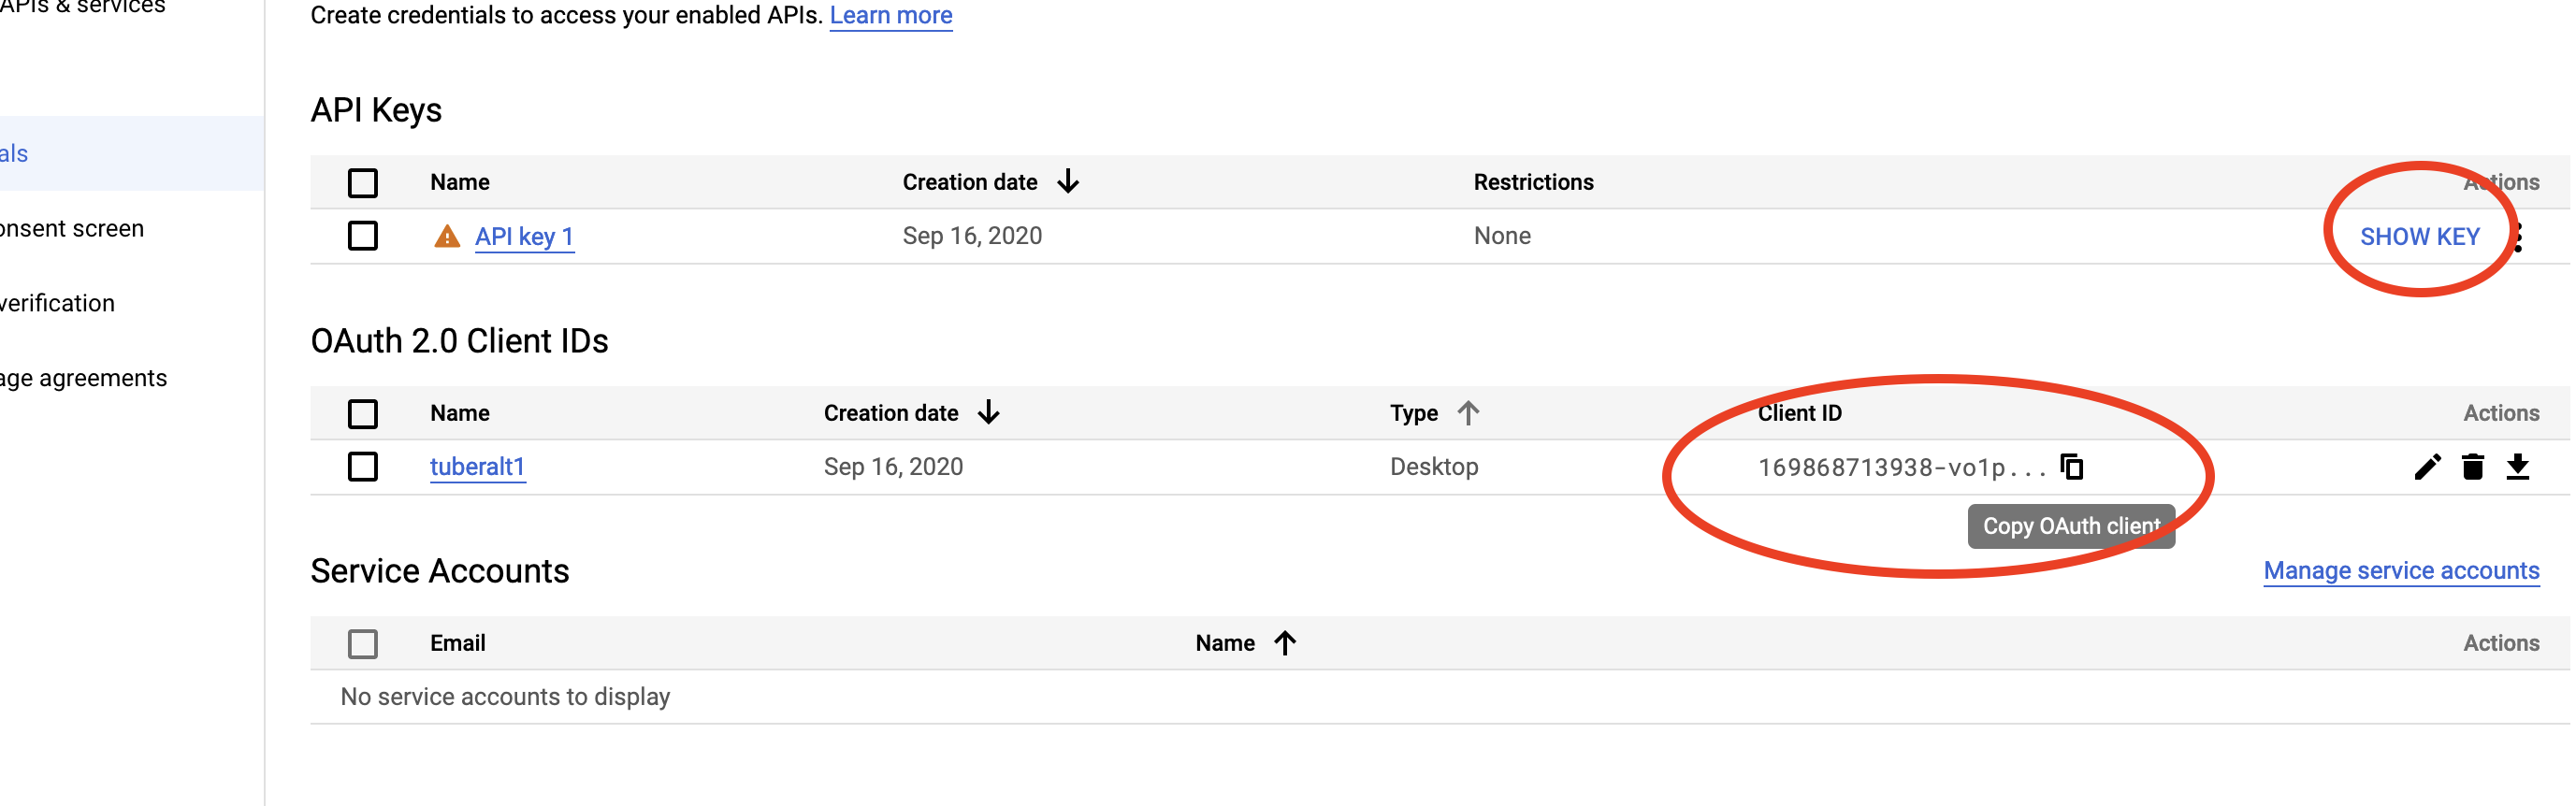 APIs & services
als
onsent screen
verification
age agreements
Create credentials to access your enabled APIs. Learn more
API Keys
Name Creation date Restrictions Actions
API key 1 Sep 16, 2020 None SHOW KEY
OAuth 2.0 Client IDs
Name Creation date Type Client ID Actions
tuberalt1 Sep 16, 2020 Desktop 169868713938-vo1p...
Copy OAuth client
Service Accounts Manage service accounts
Email Name Actions
No service accounts to display